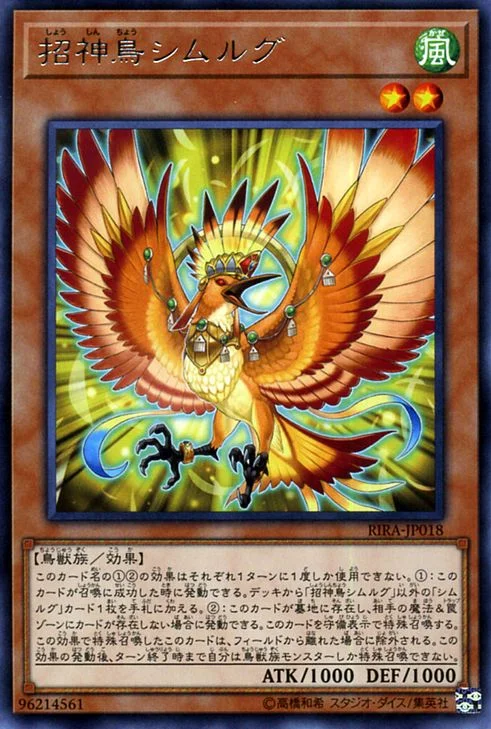 招神鳥シムルグ
風
RIRA-JP018
【鳥獣族／効果】
このカード名の①②の効果はそれぞれ１ターンに１度しか使用できない。①：この
カードが召喚に成功した時に発動できる。デッキから「招神鳥シムルグ」以外の「シム
ルグ」カード１枚を手札に加える。②：このカードが墓地に存在し、相手の魔法＆罠
ゾーンにカードが存在しない場合に発動できる。このカードを守備表示で特殊召喚する。
この効果で特殊召喚したこのカードは、フィールドから離れた場合に除外される。この
効果の発動後、ターン終了時まで自分は鳥獣族モンスターしか特殊召喚できない。
ATK/1000 DEF/1000
96214561
©高橋和希 スタジオ・ダイス/集英社